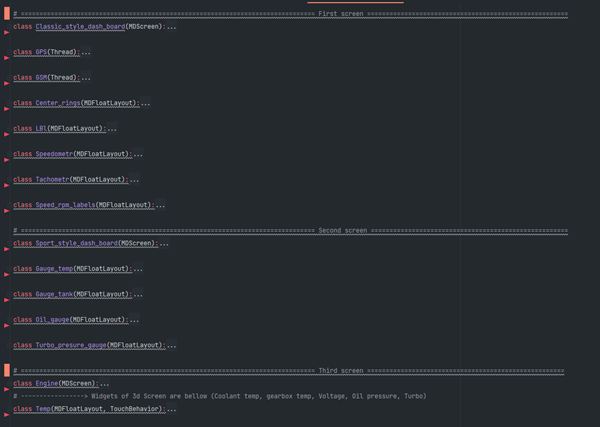 # ============================================================================== First screen =====================================================
class Classic_style_dash_board(MDScreen):...
class GPS(Thread):...
class GSM(Thread):...
class Center_rings(MDFloatLayout):...
class LBl(MDFloatLayout):...
class Speedometr(MDFloatLayout):...
class Tachometr(MDFloatLayout):...
class Speed_rpm_labels(MDFloatLayout):...
# ============================================================================== Second screen ====================================================
class Sport_style_dash_board(MDScreen):...
class Gauge_temp(MDFloatLayout):...
class Gauge_tank(MDFloatLayout):...
class Oil_gauge(MDFloatLayout):...
class Turbo_presure_gauge(MDFloatLayout):...
# ============================================================================== Third screen ====================================================
class Engine(MDScreen):...
# -----------------> Widgets of 3d Screen are bellow (Coolant temp, gearbox temp, Voltage, Oil pressure, Turbo)
class Temp(MDFloatLayout, TouchBehavior):...